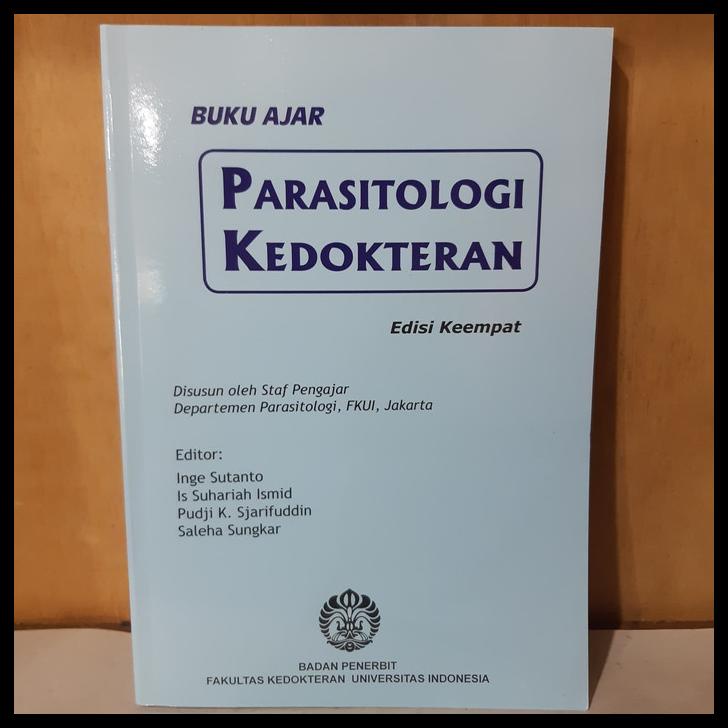 BUKU AJAR
PARASITOLOGI
KEDOKTERAN
Edisi Keempat
Disusun oleh Staf Pengajar
Departemen Parasitologi, FKUI, Jakarta
Editor:
Inge Sutanto
Is Suhariah Ismid
Pudji K. Sjarifuddin
Saleha Sungkar
BADAN PENERBIT
FAKULTAS KEDOKTERAN UNIVERSITAS INDONESIA